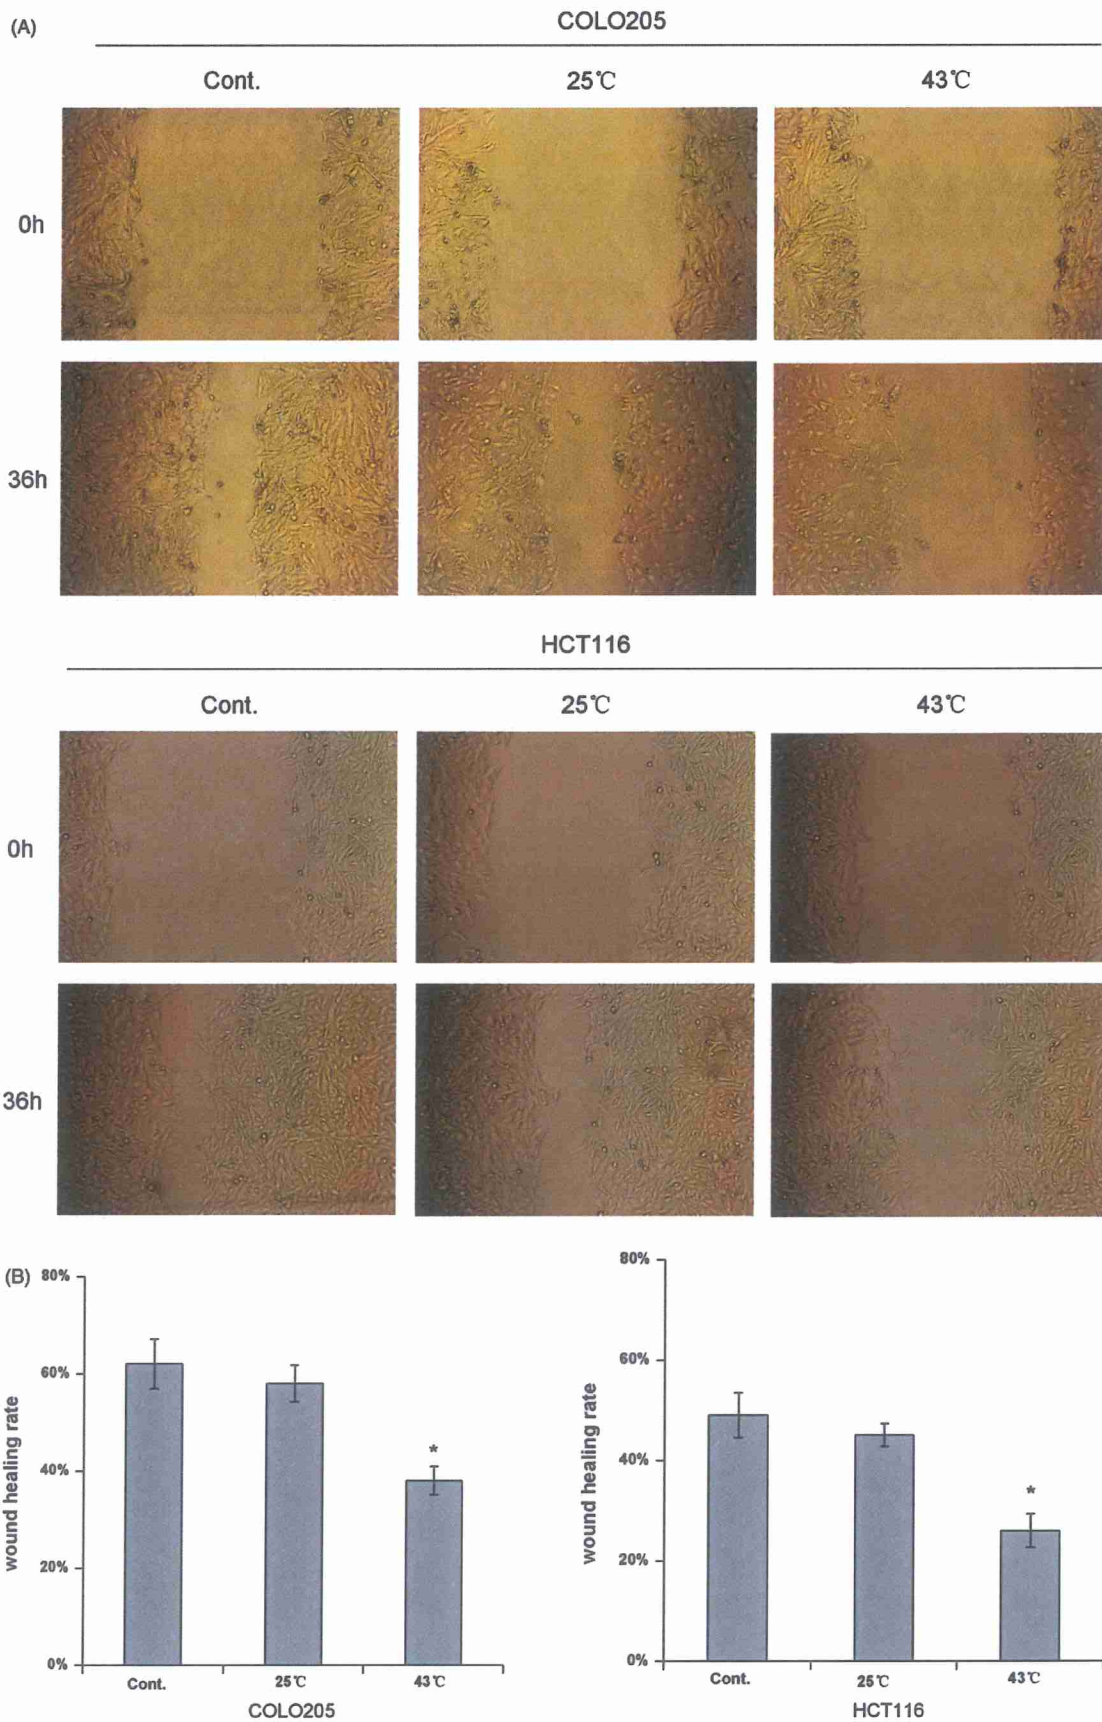 (A)
COLO205
Cont. 25℃ 43℃
0h
36h
HCT116
Cont. 25℃ 43℃
0h
36h
(B)
wound healing rate
80%
60%
40%
20%
0%
*
Cont. 25℃ 43℃
COLO205
wound healing rate
80%
60%
40%
20%
0%
*
Cont. 25℃ 43℃
HCT116